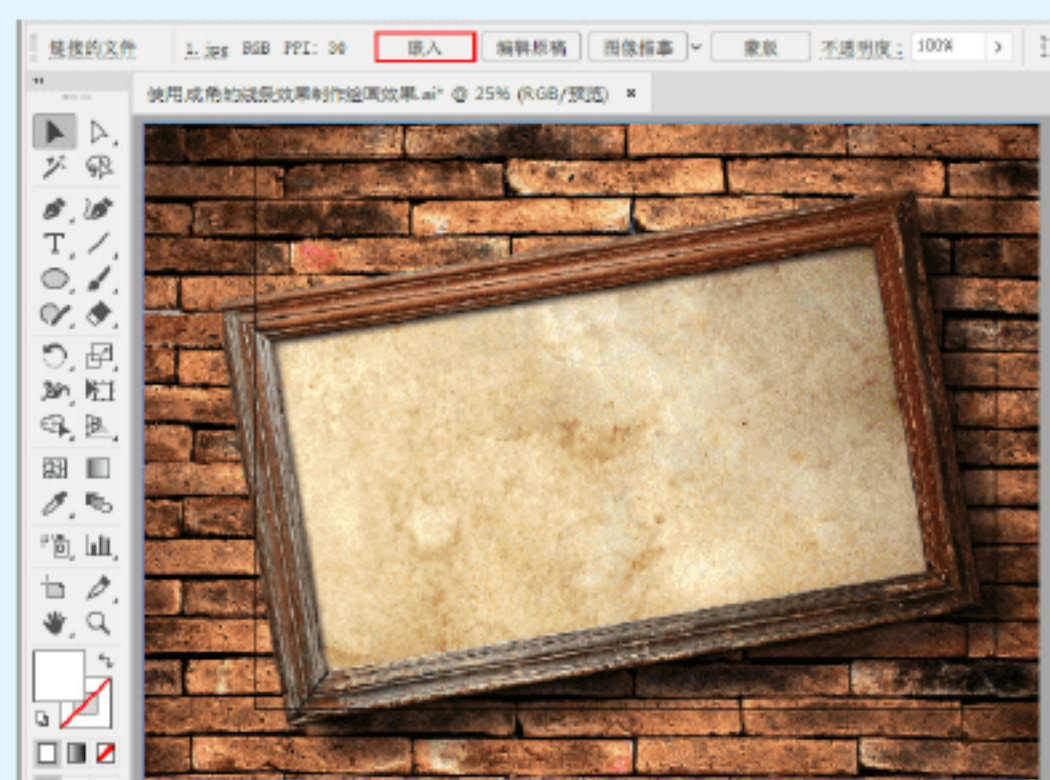 链接的文件 1.jpg RGB PPI: 30 嵌入 编辑原稿 图像描摹 蒙版 不透明度: 100%
使用成角的线条效果制作绘画效果.ai* @ 25% (RGB/预览) ×